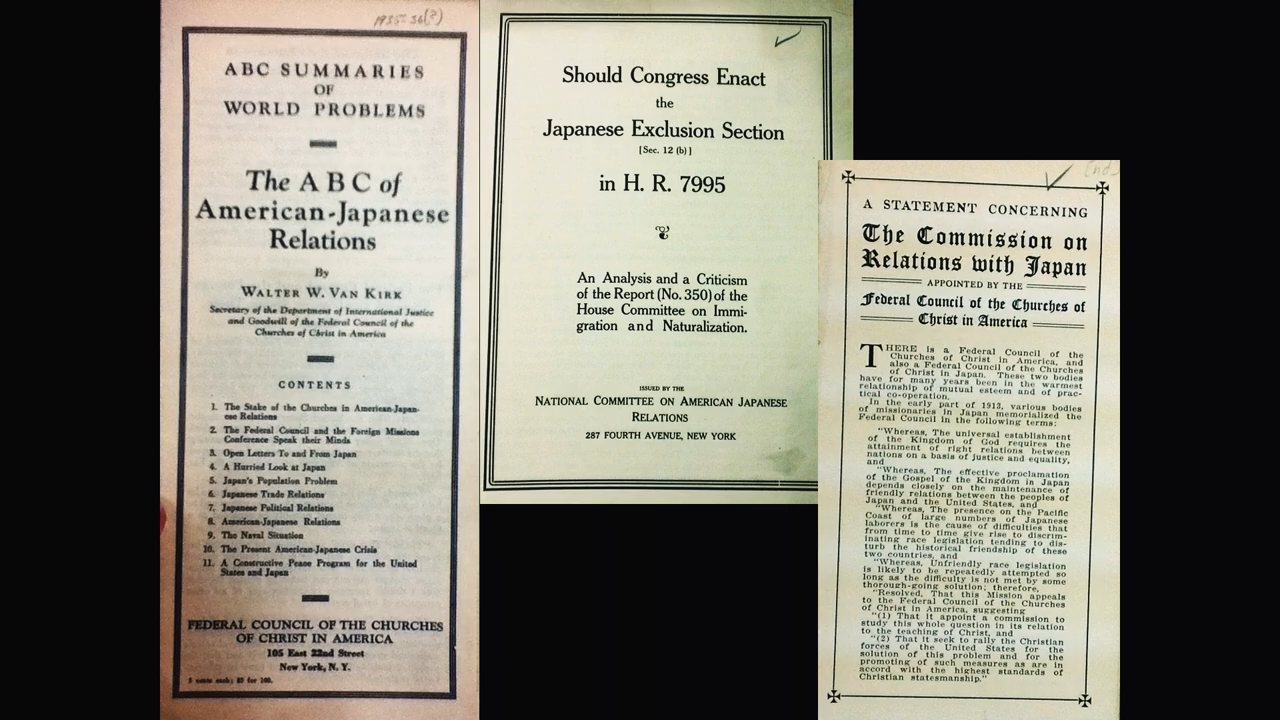 1935-36(?)
ABC SUMMARIES
OF
WORLD PROBLEMS
The A B C of
American-Japanese
Relations
By
WALTER W. VAN KIRK
Secretary of the Department of International Justice
and Goodwill of the Federal Council of the
Churches of Christ in America
CONTENTS
1. The Stake of the Churches in American-Japan-
ese Relations
2. The Federal Council and the Foreign Missions
Conference Speak their Minds
3. Open Letters To and From Japan
4. A Hurried Look at Japan
5. Japan's Population Problem
6. Japanese Trade Relations
7. Japanese Political Relations
8. American-Japanese Relations
9. The Naval Situation
10. The Present American-Japanese Crisis
11. A Constructive Peace Program for the United
States and Japan
FEDERAL COUNCIL OF THE CHURCHES
OF CHRIST IN AMERICA
105 East 22nd Street
New York, N. Y.
5 cents each; $3 for 100.
Should Congress Enact
the
Japanese Exclusion Section
[Sec. 12 (b)]
in H. R. 7995
An Analysis and a Criticism
of the Report (No. 350) of the
House Committee on Immi-
gration and Naturalization.
ISSUED BY THE
NATIONAL COMMITTEE ON AMERICAN JAPANESE
RELATIONS
287 FOURTH AVENUE, NEW YORK
A STATEMENT CONCERNING
The Commission on
Relations with Japan
APPOINTED BY THE
Federal Council of the Churches of
Christ in America
THERE is a Federal Council of the
Churches of Christ in America, and
also a Federal Council of the Churches
of Christ in Japan. These two bodies
have for many years been in the warmest
relationship of mutual esteem and of prac-
tical co-operation.
In the early part of 1913, various bodies
of missionaries in Japan memorialized the
Federal Council in the following terms:
"Whereas, The universal establishment
of the Kingdom of God requires the
attainment of right relations between
nations on a basis of justice and equality,
and
"Whereas, The effective proclamation
of the Gospel of the Kingdom in Japan
depends closely on the maintenance of
friendly relations between the peoples of
Japan and the United States, and
"Whereas, The presence on the Pacific
Coast of large numbers of Japanese
laborers is the cause of difficulties that
from time to time give rise to discrim-
inating race legislation tending to dis-
turb the historical friendship of these
two countries, and
"Whereas, Unfriendly race legislation
is likely to be repeatedly attempted so
long as the difficulty is not met by some
thorough-going solution; therefore,
"Resolved, That this Mission appeals
to the Federal Council of the Churches
of Christ in America, suggesting
"(1) That it appoint a commission to
study this whole question in its relation
to the teaching of Christ, and
"(2) That it seek to rally the Christian
forces of the United States for the
solution of this problem and for the
promoting of such measures as are in
accord with the highest standards of
Christian statesmanship."